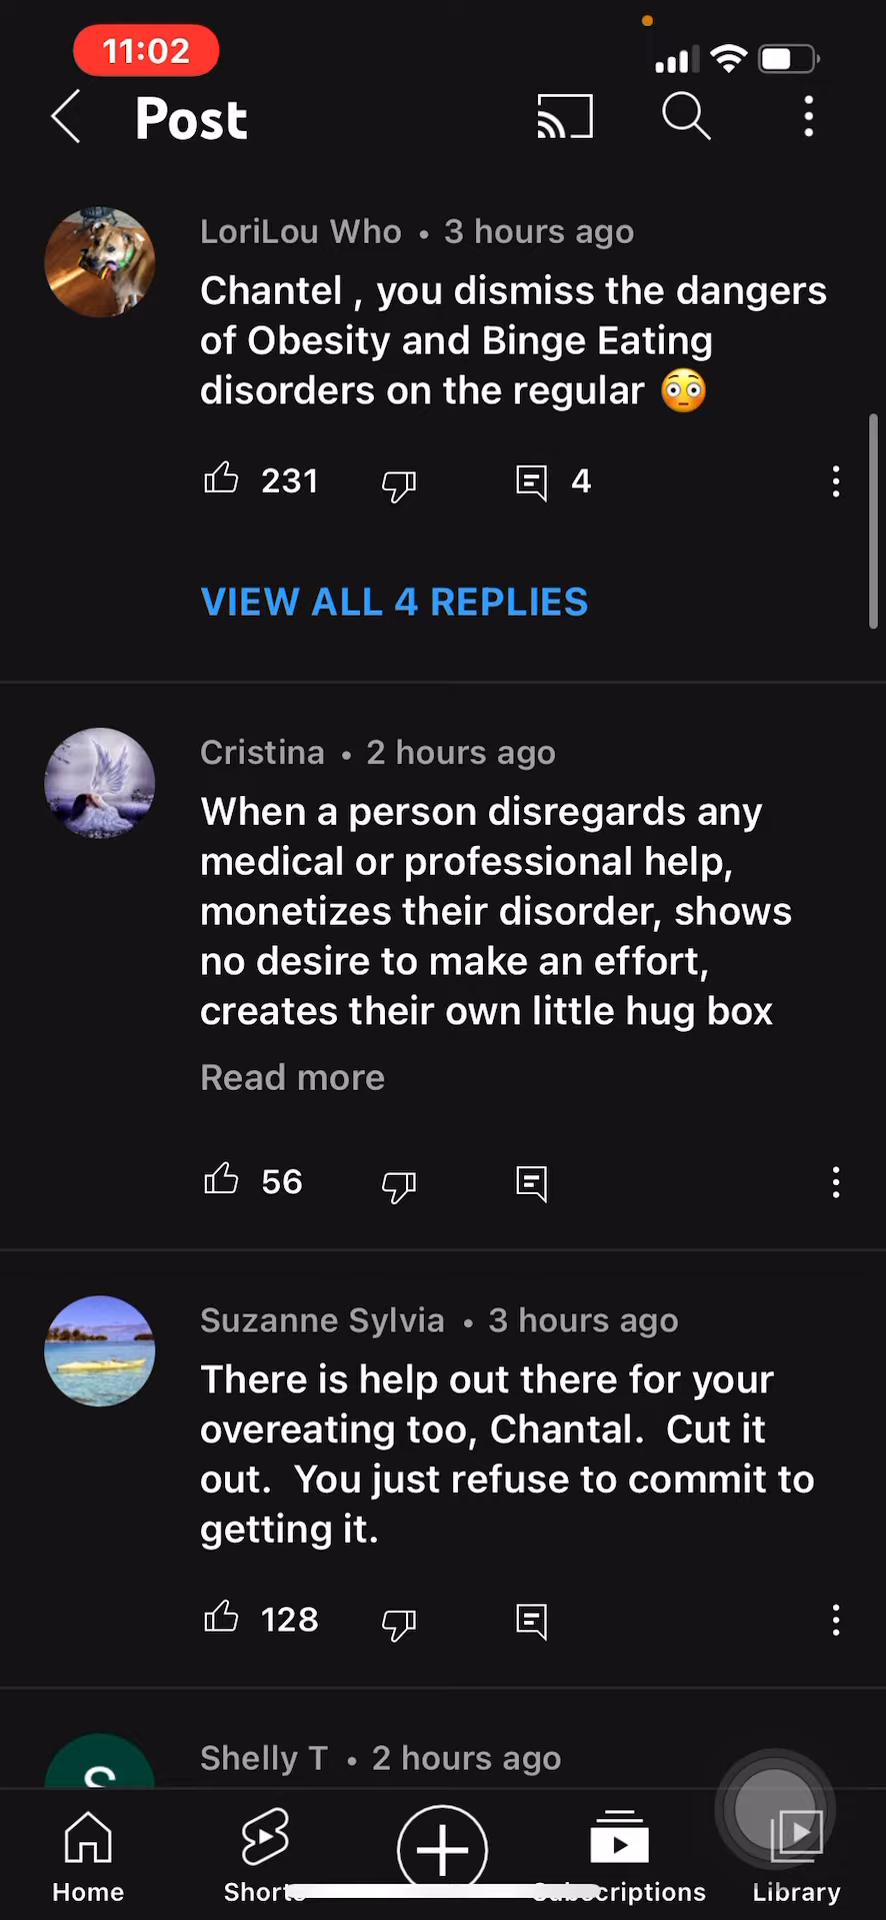 11:02
Post
LoriLou Who • 3 hours ago
Chantel , you dismiss the dangers
of Obesity and Binge Eating
disorders on the regular 😳
231 4
VIEW ALL 4 REPLIES
Cristina • 2 hours ago
When a person disregards any
medical or professional help,
monetizes their disorder, shows
no desire to make an effort,
creates their own little hug box
Read more
56
Suzanne Sylvia • 3 hours ago
There is help out there for your
overeating too, Chantal.  Cut it
out.  You just refuse to commit to
getting it.
128
S
Shelly T • 2 hours ago
Home Shorts Subscriptions Library